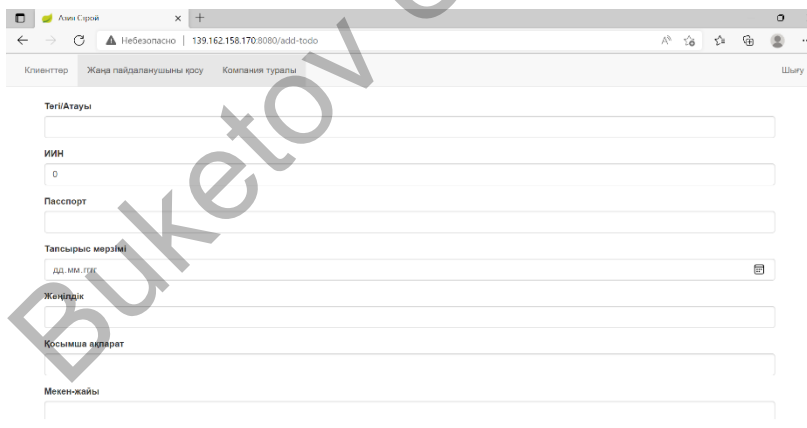 Азия Строй
Небезопасно | 139.162.158.170:8080/add-todo
Клиенттер Жаңа пайдаланушыны қосу Компания туралы Шығу
Тегі/Атауы
ИИН
0
Пасспорт
Тапсырыс мерзімі
дд.мм.гггг
Жеңілдік
Қосымша ақпарат
Мекен-жайы
Buketov